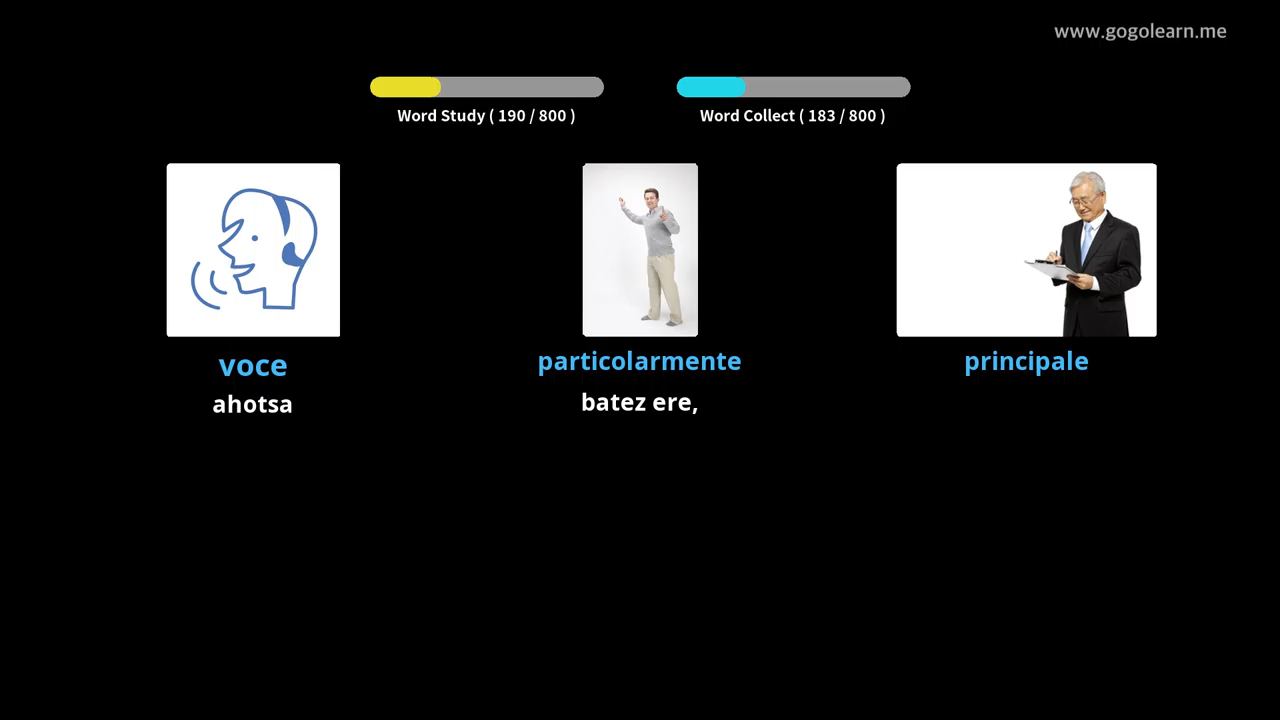 www.gogolearn.me
Word Study ( 190 / 800 )
Word Collect ( 183 / 800 )
voce
ahotsa
particolarmente
batez ere,
principale